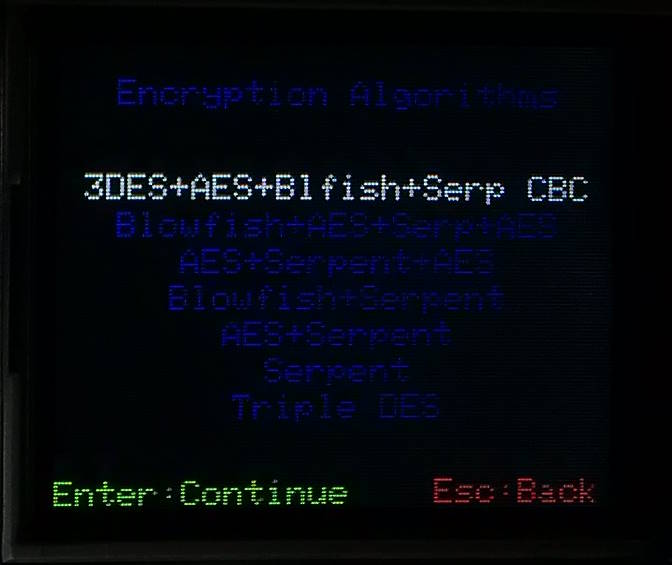 Encryption Algorithms
3DES+AES+Blfish+Serp CBC
Blowfish+AES+Serp+AES
AES+Serpent+AES
Blowfish+Serpent
AES+Serpent
Serpent
Triple DES
Enter:Continue
Esc:Back